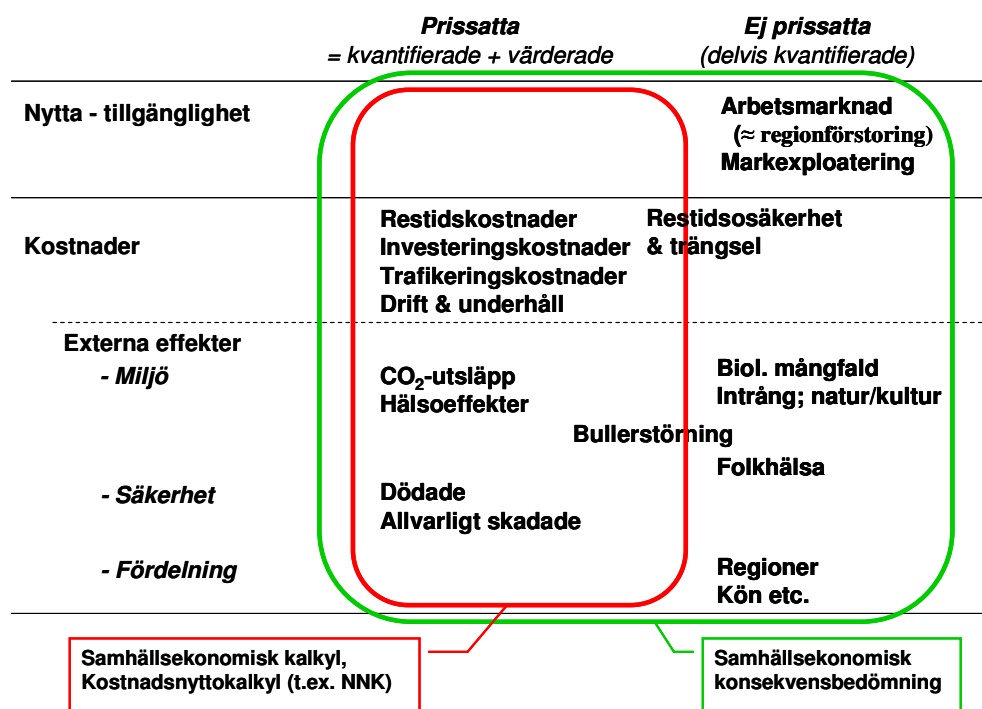 Prissatta
= kvantifierade + värderade
Ej prissatta
(delvis kvantifierade)
Nytta - tillgänglighet
Arbetsmarknad
(≈ regionförstoring)
Markexploatering
Kostnader
Restidskostnader
Investeringskostnader
Trafikeringskostnader
Drift & underhåll
Restidsosäkerhet
& trängsel
Externa effekter
- Miljö
CO₂-utsläpp
Hälsoeffekter
Biol. mångfald
Intrång; natur/kultur
Bullerstörning
Folkhälsa
- Säkerhet
Dödade
Allvarligt skadade
- Fördelning
Regioner
Kön etc.
Samhällsekonomisk kalkyl,
Kostnadsnyttokalkyl (t.ex. NNK)
Samhällsekonomisk
konsekvensbedömning